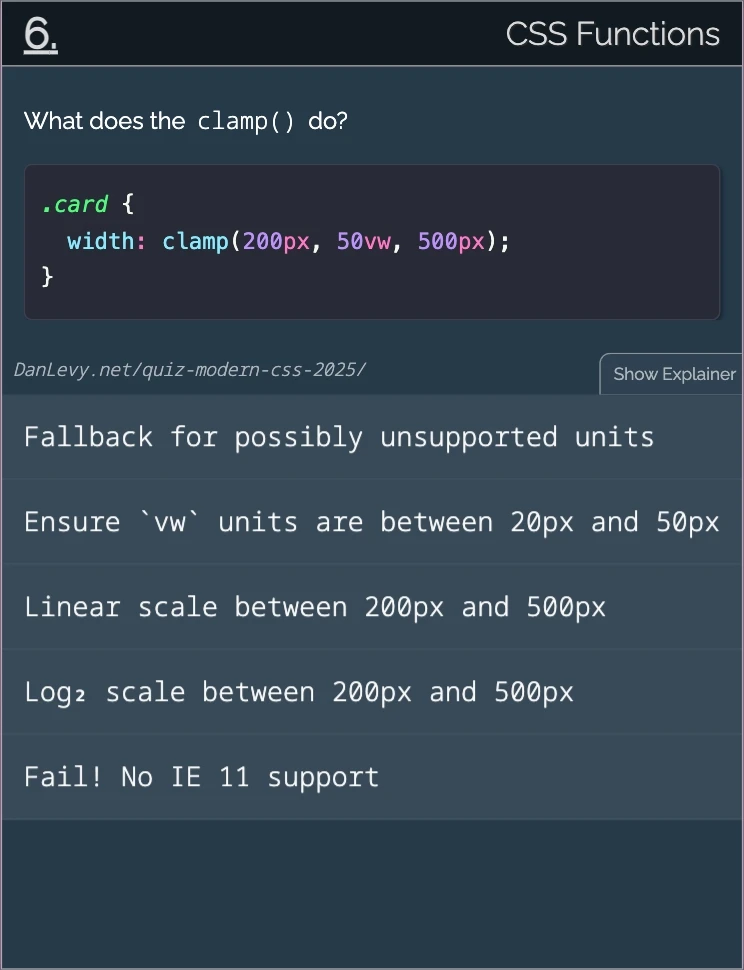 6.
CSS Functions
What does the clamp() do?
.card {
  width: clamp(200px, 50vw, 500px);
}
DanLevy.net/quiz-modern-css-2025/
Show Explainer
Fallback for possibly unsupported units
Ensure `vw` units are between 20px and 50px
Linear scale between 200px and 500px
Log₂ scale between 200px and 500px
Fail! No IE 11 support